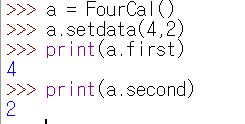 >>> a = FourCal()
>>> a.setdata(4,2)
>>> print(a.first)
4
>>> print(a.second)
2